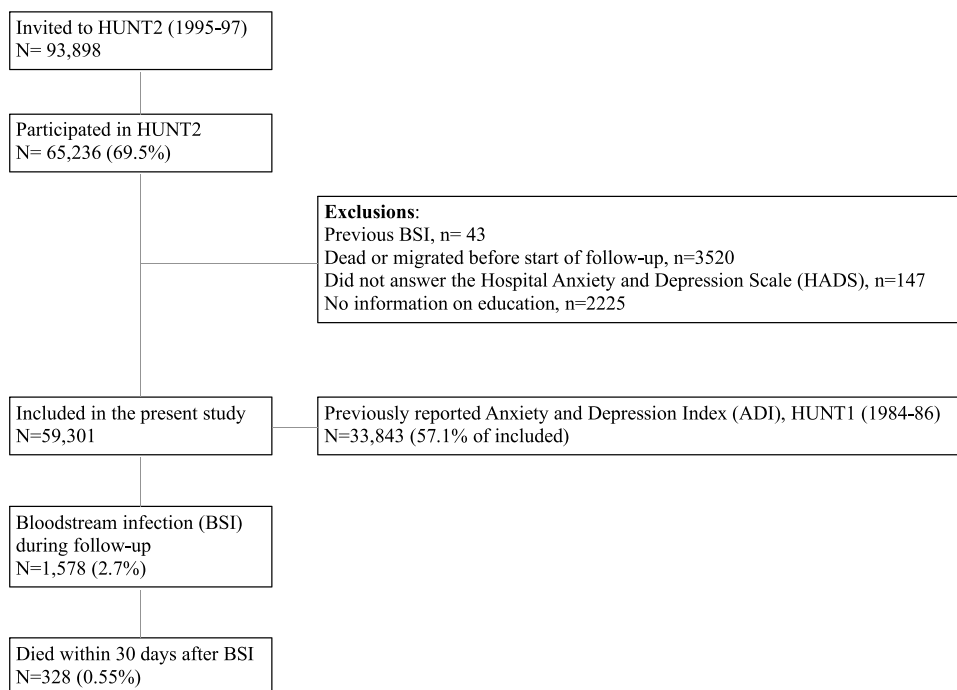 Invited to HUNT2 (1995-97)
N= 93,898
Participated in HUNT2
N= 65,236 (69.5%)
Exclusions:
Previous BSI, n= 43
Dead or migrated before start of follow-up, n=3520
Did not answer the Hospital Anxiety and Depression Scale (HADS), n=147
No information on education, n=2225
Included in the present study
N=59,301
Previously reported Anxiety and Depression Index (ADI), HUNT1 (1984-86)
N=33,843 (57.1% of included)
Bloodstream infection (BSI)
during follow-up
N=1,578 (2.7%)
Died within 30 days after BSI
N=328 (0.55%)